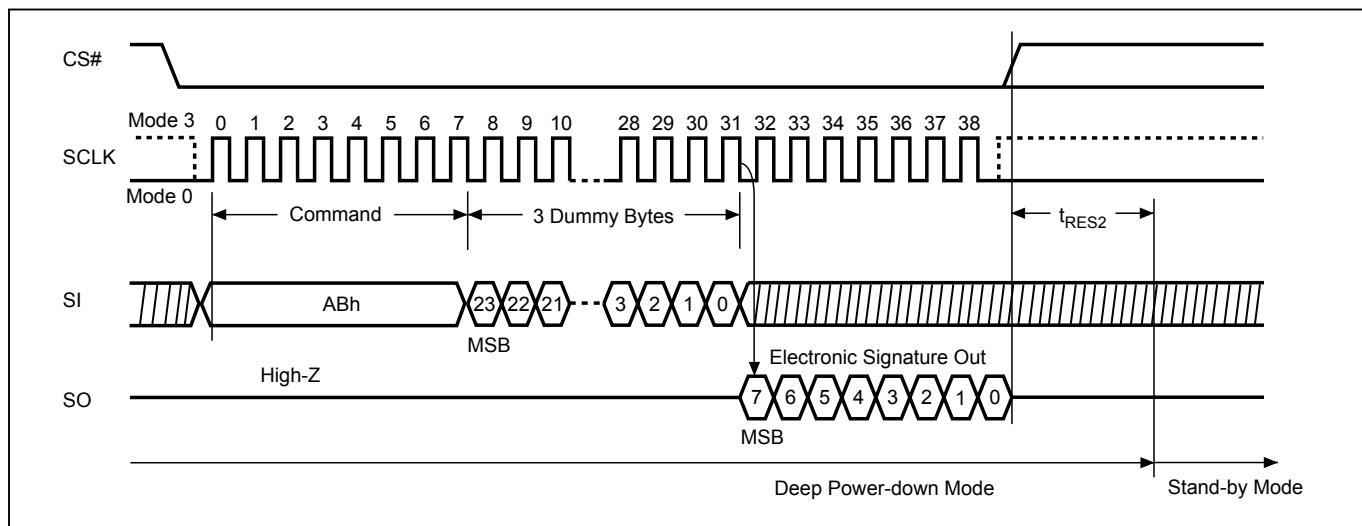 CS#
Mode 3 0 1 2 3 4 5 6 7 8 9 10 28 29 30 31 32 33 34 35 36 37 38
SCLK
Mode 0
Command 3 Dummy Bytes tRES2
SI ABh 23 22 21 3 2 1 0
MSB
Electronic Signature Out
High-Z
SO 7 6 5 4 3 2 1 0
MSB
Deep Power-down Mode Stand-by Mode